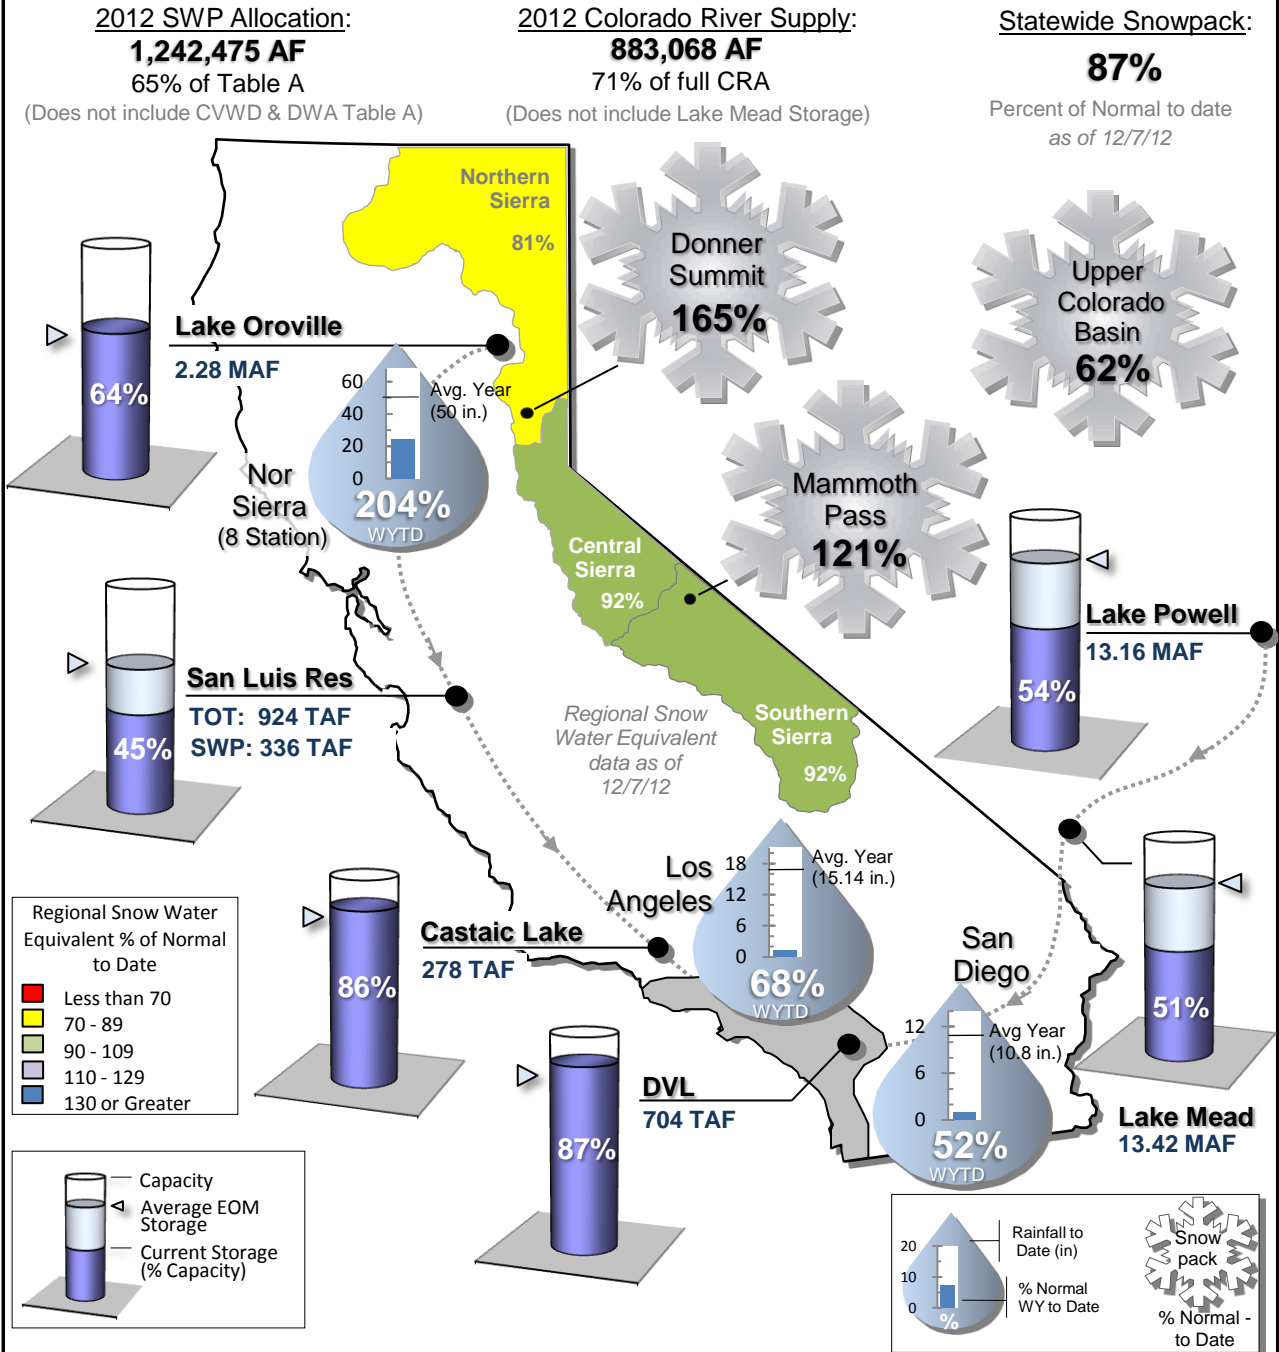 2012 SWP Allocation:
1,242,475 AF
65% of Table A
(Does not include CVWD & DWA Table A)
2012 Colorado River Supply:
883,068 AF
71% of full CRA
(Does not include Lake Mead Storage)
Statewide Snowpack:
87%
Percent of Normal to date
as of 12/7/12
Northern
Sierra
81%
Donner
Summit
165%
Upper
Colorado
Basin
62%
Lake Oroville
2.28 MAF
64%
60
40
20
0
Avg. Year
(50 in.)
204%
WYTD
Nor
Sierra
(8 Station)
Mammoth
Pass
121%
Central
Sierra
92%
Lake Powell
13.16 MAF
54%
San Luis Res
TOT: 924 TAF
SWP: 336 TAF
45%
Regional Snow
Water Equivalent
data as of
12/7/12
Southern
Sierra
92%
Los
Angeles
18
12
6
0
Avg. Year
(15.14 in.)
68%
WYTD
Castaic Lake
278 TAF
86%
San
Diego
12
6
0
Avg Year
(10.8 in.)
52%
WYTD
51%
Lake Mead
13.42 MAF
DVL
704 TAF
87%
Regional Snow Water
Equivalent % of Normal
to Date
Less than 70
70 - 89
90 - 109
110 - 129
130 or Greater
Capacity
Average EOM
Storage
Current Storage
(% Capacity)
20
10
0
%
Rainfall to
Date (in)
% Normal
WY to Date
Snow
pack
% Normal -
to Date